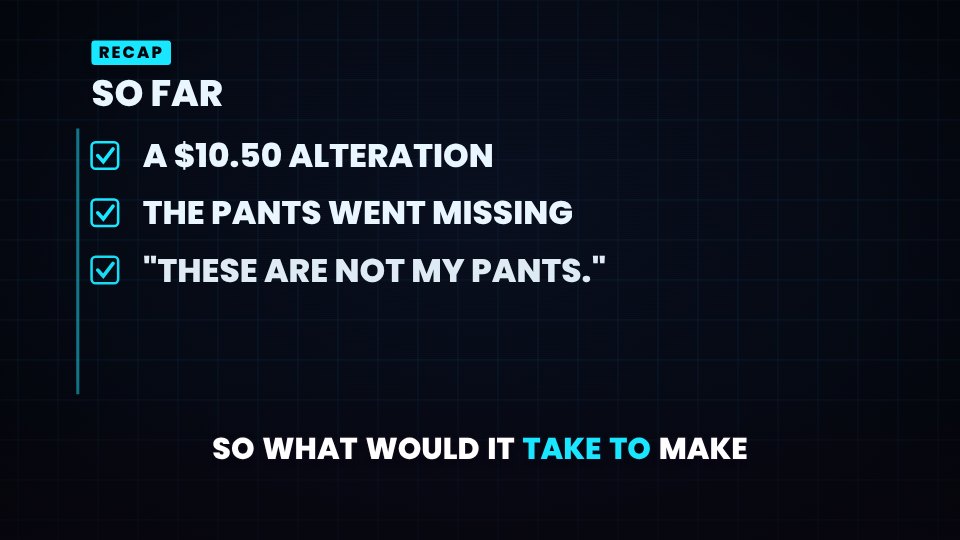 RECAP
SO FAR
A $10.50 ALTERATION
THE PANTS WENT MISSING
"THESE ARE NOT MY PANTS."
SO WHAT WOULD IT TAKE TO MAKE